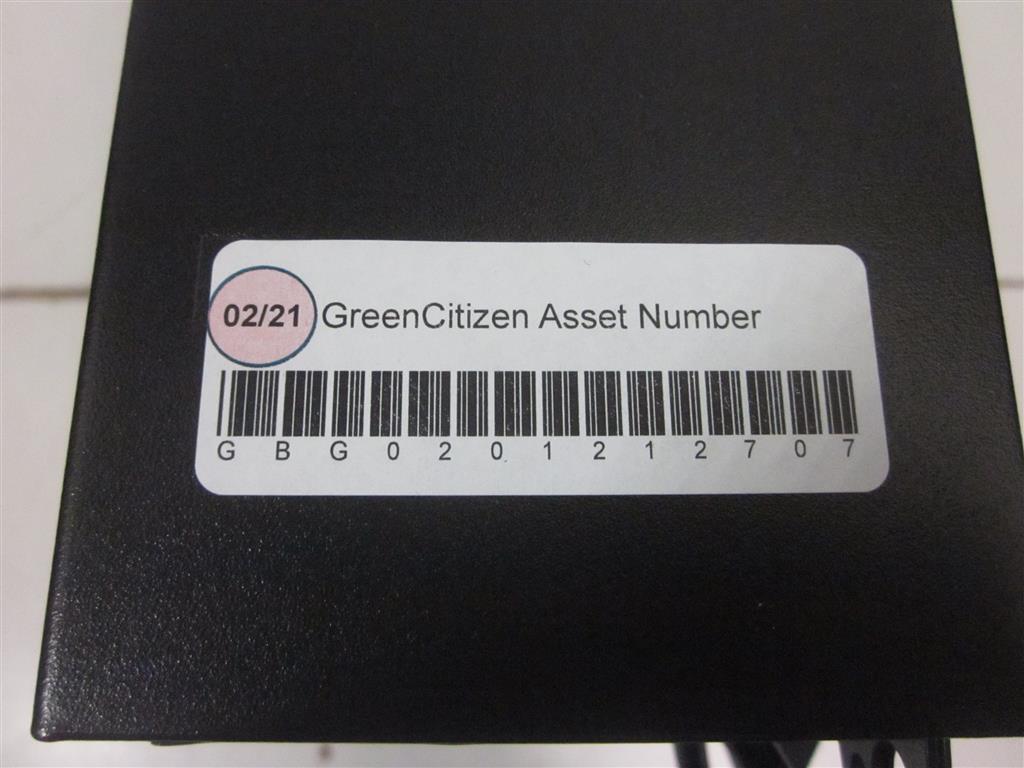 02/21 GreenCitizen Asset Number
G B G 0 2 0 1 2 1 2 7 0 7